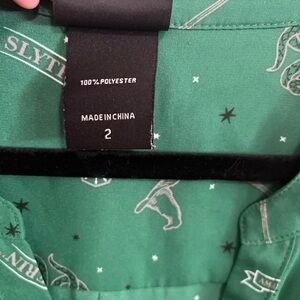 SLYTH
100% POLYESTER
MADE IN CHINA
2
RIN